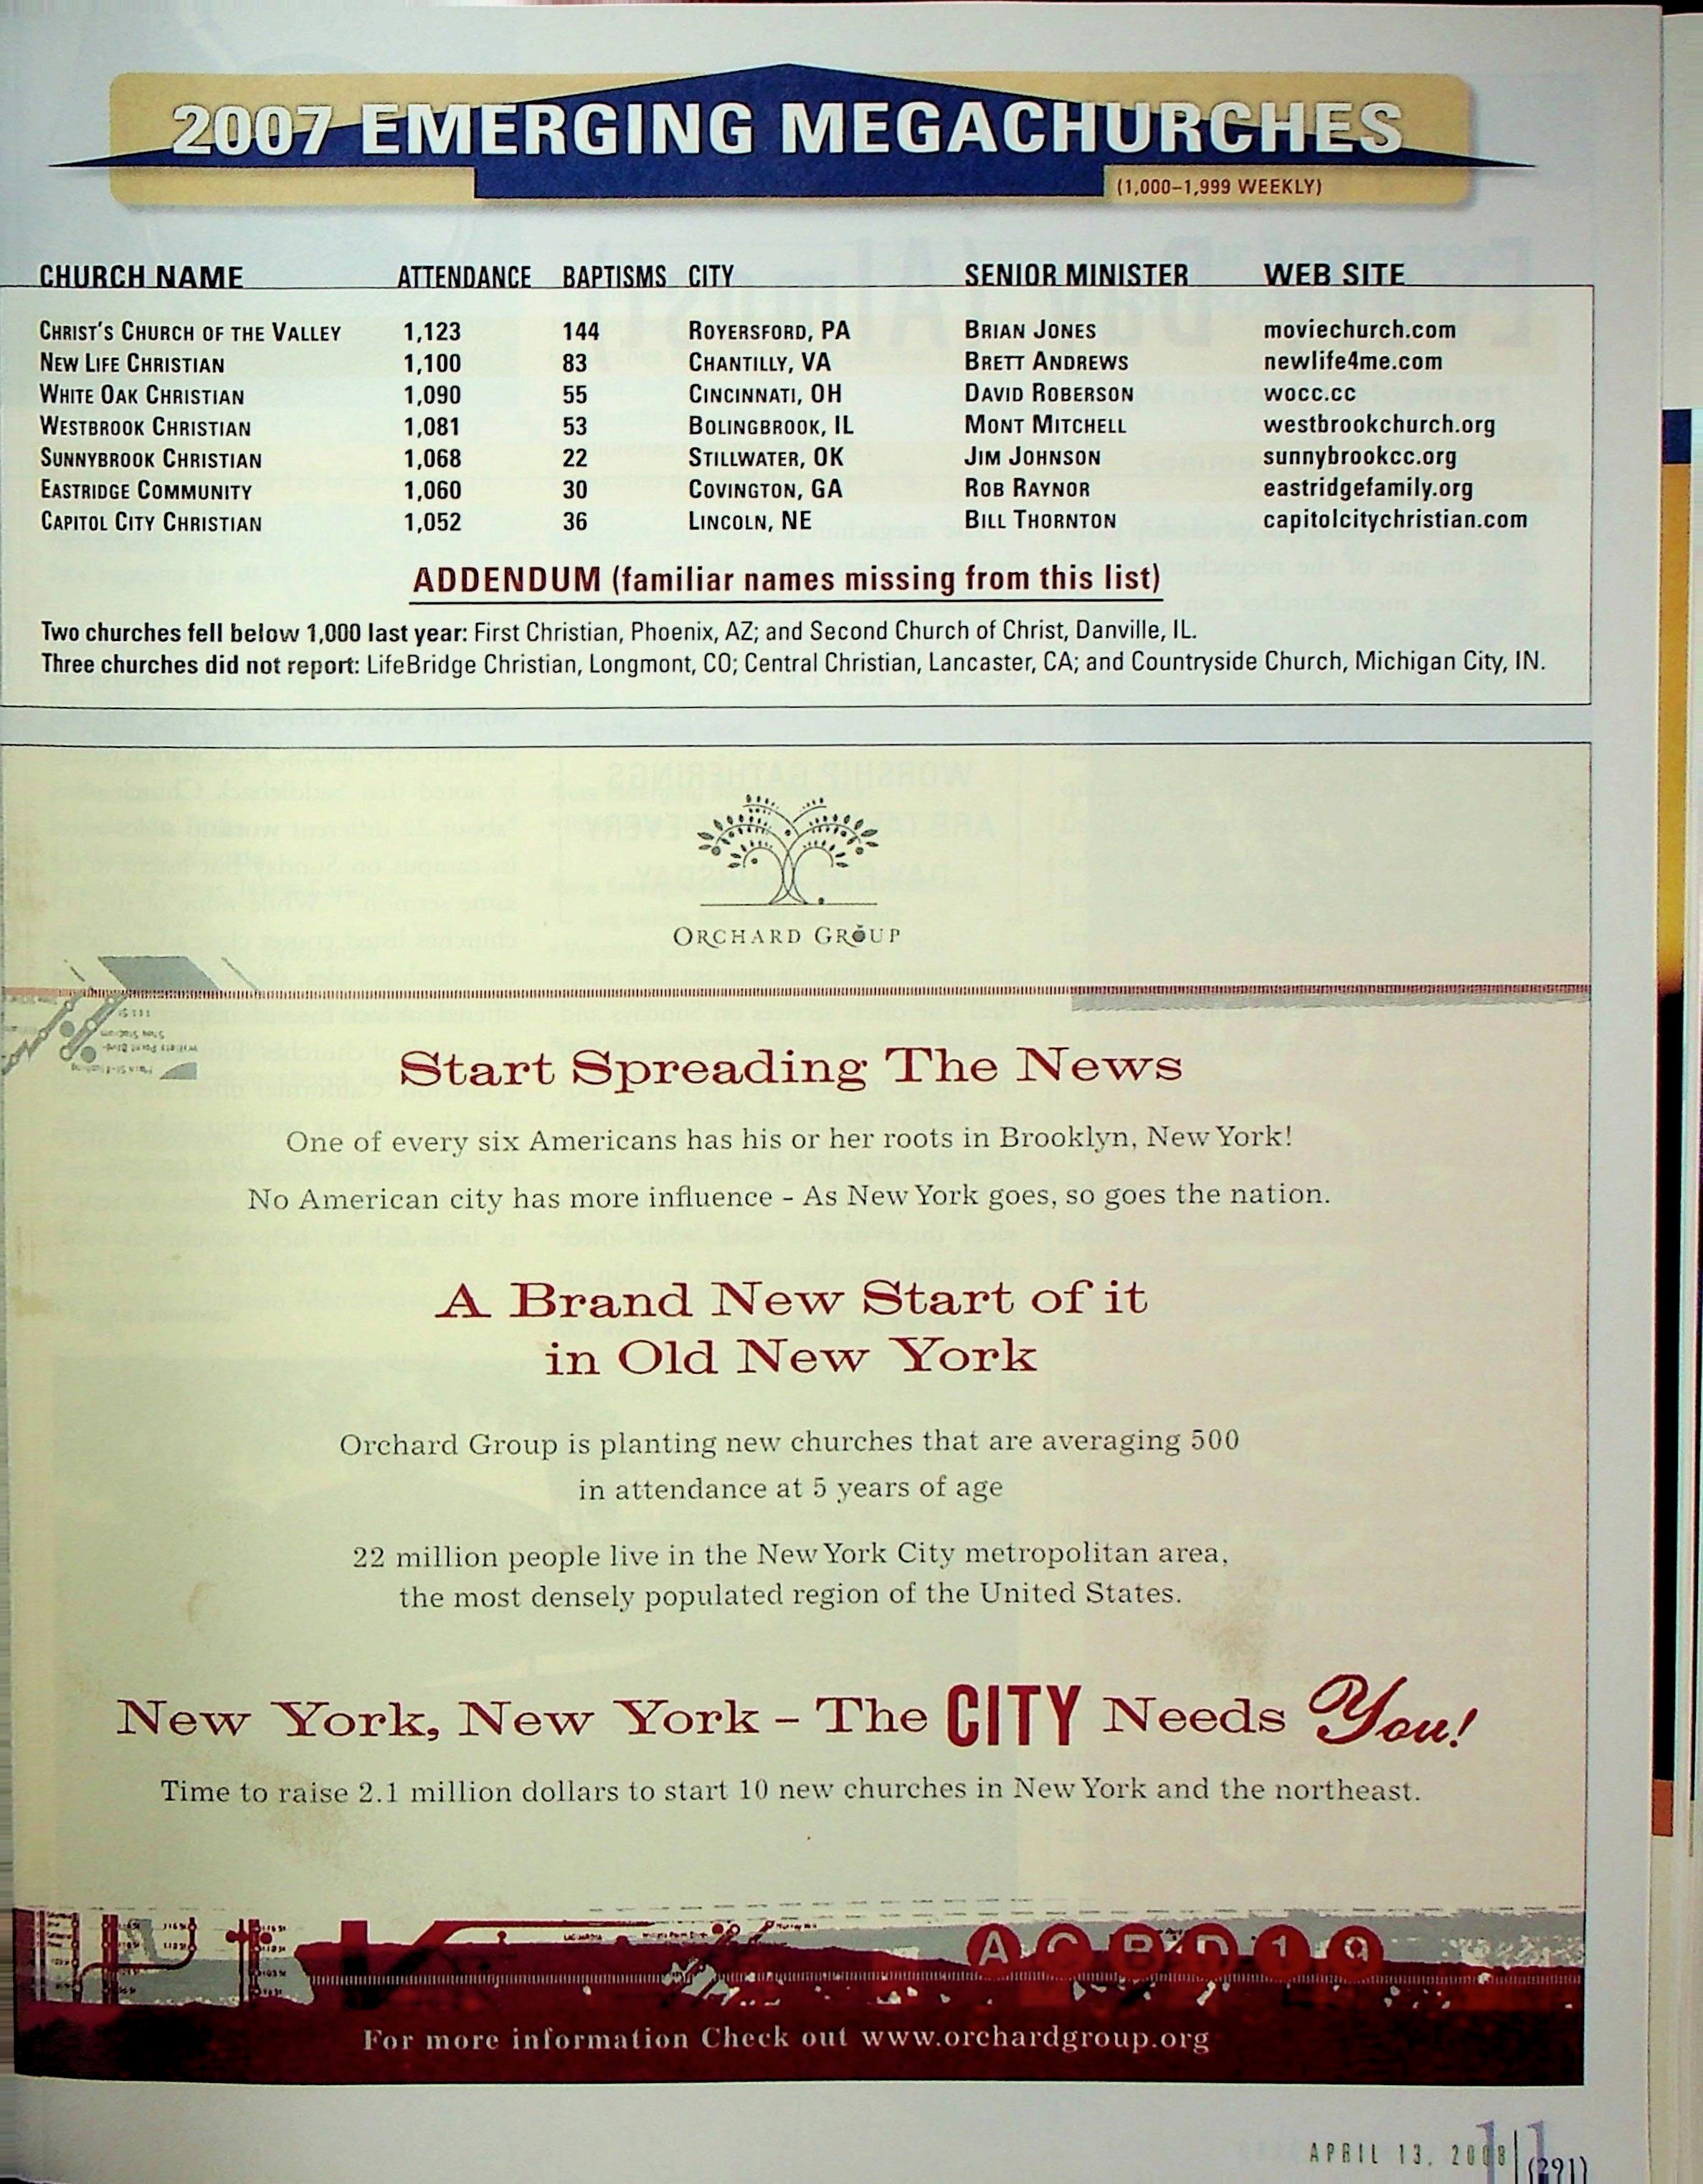 2007 EMERGING MEGACHURCHES
(1,000–1,999 WEEKLY)
CHURCH NAME ATTENDANCE BAPTISMS CITY SENIOR MINISTER WEB SITE
CHRIST'S CHURCH OF THE VALLEY 1,123 144 ROYERSFORD, PA BRIAN JONES moviechurch.com
NEW LIFE CHRISTIAN 1,100 83 CHANTILLY, VA BRETT ANDREWS newlife4me.com
WHITE OAK CHRISTIAN 1,090 55 CINCINNATI, OH DAVID ROBERSON wocc.cc
WESTBROOK CHRISTIAN 1,081 53 BOLINGBROOK, IL MONT MITCHELL westbrookchurch.org
SUNNYBROOK CHRISTIAN 1,068 22 STILLWATER, OK JIM JOHNSON sunnybrookcc.org
EASTRIDGE COMMUNITY 1,060 30 COVINGTON, GA ROB RAYNOR eastridgefamily.org
CAPITOL CITY CHRISTIAN 1,052 36 LINCOLN, NE BILL THORNTON capitolcitychristian.com
ADDENDUM (familiar names missing from this list)
Two churches fell below 1,000 last year: First Christian, Phoenix, AZ; and Second Church of Christ, Danville, IL.
Three churches did not report: LifeBridge Christian, Longmont, CO; Central Christian, Lancaster, CA; and Countryside Church, Michigan City, IN.
ORCHARD GROUP
Start Spreading The News
One of every six Americans has his or her roots in Brooklyn, New York!
No American city has more influence - As New York goes, so goes the nation.
A Brand New Start of it
in Old New York
Orchard Group is planting new churches that are averaging 500
in attendance at 5 years of age
22 million people live in the New York City metropolitan area,
the most densely populated region of the United States.
New York, New York – The CITY Needs You!
Time to raise 2.1 million dollars to start 10 new churches in New York and the northeast.
A C B D 1 9
For more information Check out www.orchardgroup.org
APRIL 13, 2008 11 (291)